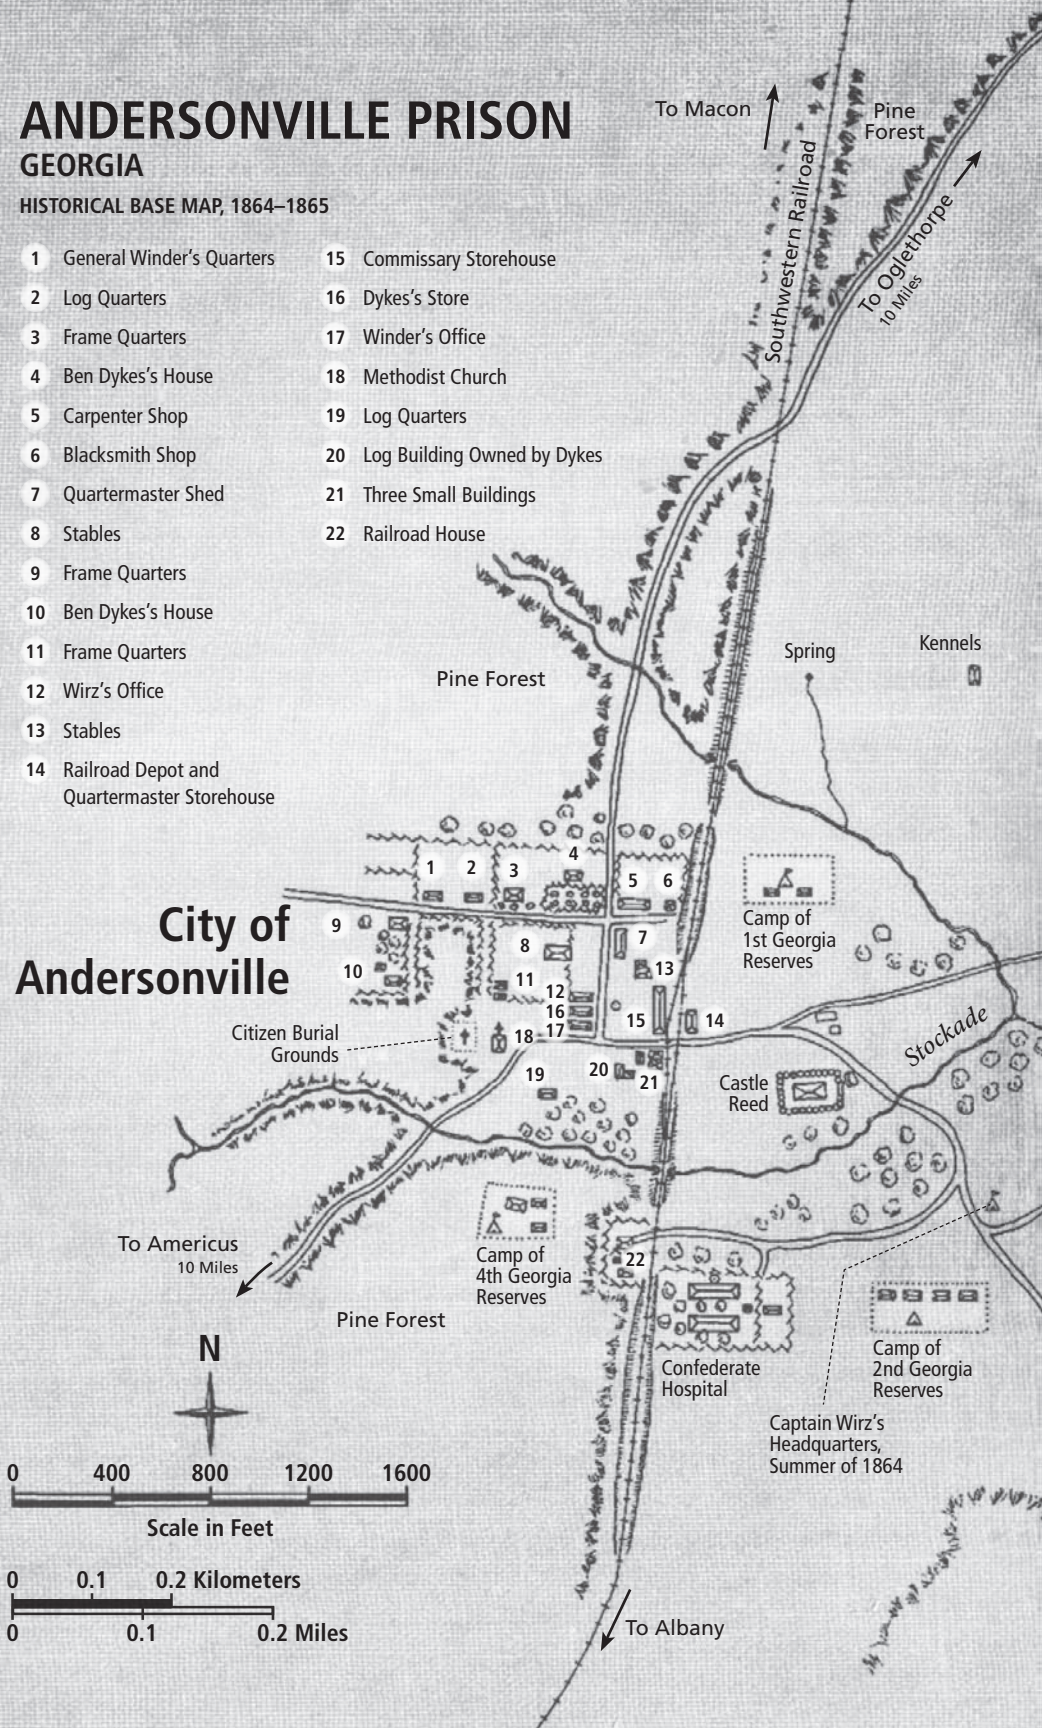 ANDERSONVILLE PRISON
GEORGIA
HISTORICAL BASE MAP, 1864–1865
1 General Winder's Quarters
2 Log Quarters
3 Frame Quarters
4 Ben Dykes's House
5 Carpenter Shop
6 Blacksmith Shop
7 Quartermaster Shed
8 Stables
9 Frame Quarters
10 Ben Dykes's House
11 Frame Quarters
12 Wirz's Office
13 Stables
14 Railroad Depot and
Quartermaster Storehouse
15 Commissary Storehouse
16 Dykes's Store
17 Winder's Office
18 Methodist Church
19 Log Quarters
20 Log Building Owned by Dykes
21 Three Small Buildings
22 Railroad House
To Macon
Pine
Forest
Southwestern Railroad
To Oglethorpe
10 Miles
Pine Forest
Spring
Kennels
1
2
3
4
5
6
Camp of
1st Georgia
Reserves
City of
Andersonville
9
10
8
7
11
12
13
16
17
15
14
18
Citizen Burial
Grounds
Stockade
19
20
21
Castle
Reed
To Americus
10 Miles
Camp of
4th Georgia
Reserves
22
Pine Forest
Confederate
Hospital
Camp of
2nd Georgia
Reserves
Captain Wirz's
Headquarters,
Summer of 1864
N
0 400 800 1200 1600
Scale in Feet
0 0.1 0.2 Kilometers
0 0.1 0.2 Miles
To Albany